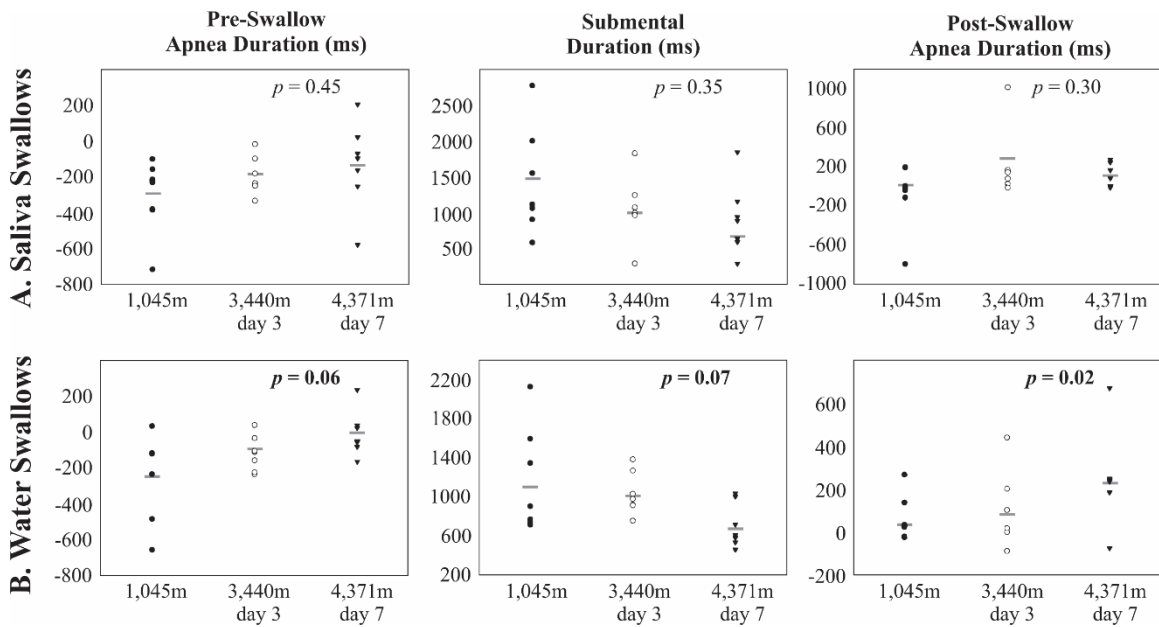 Pre-Swallow
Apnea Duration (ms)
Submental
Duration (ms)
Post-Swallow
Apnea Duration (ms)
A. Saliva Swallows
p = 0.45
200
0
-200
-400
-600
-800
1,045m
3,440m
day 3
4,371m
day 7
p = 0.35
2500
2000
1500
1000
500
1,045m
3,440m
day 3
4,371m
day 7
p = 0.30
1000
600
200
-200
-600
-1000
1,045m
3,440m
day 3
4,371m
day 7
B. Water Swallows
p = 0.06
200
0
-200
-400
-600
-800
1,045m
3,440m
day 3
4,371m
day 7
p = 0.07
2200
1800
1400
1000
600
200
1,045m
3,440m
day 3
4,371m
day 7
p = 0.02
600
400
200
0
-200
1,045m
3,440m
day 3
4,371m
day 7